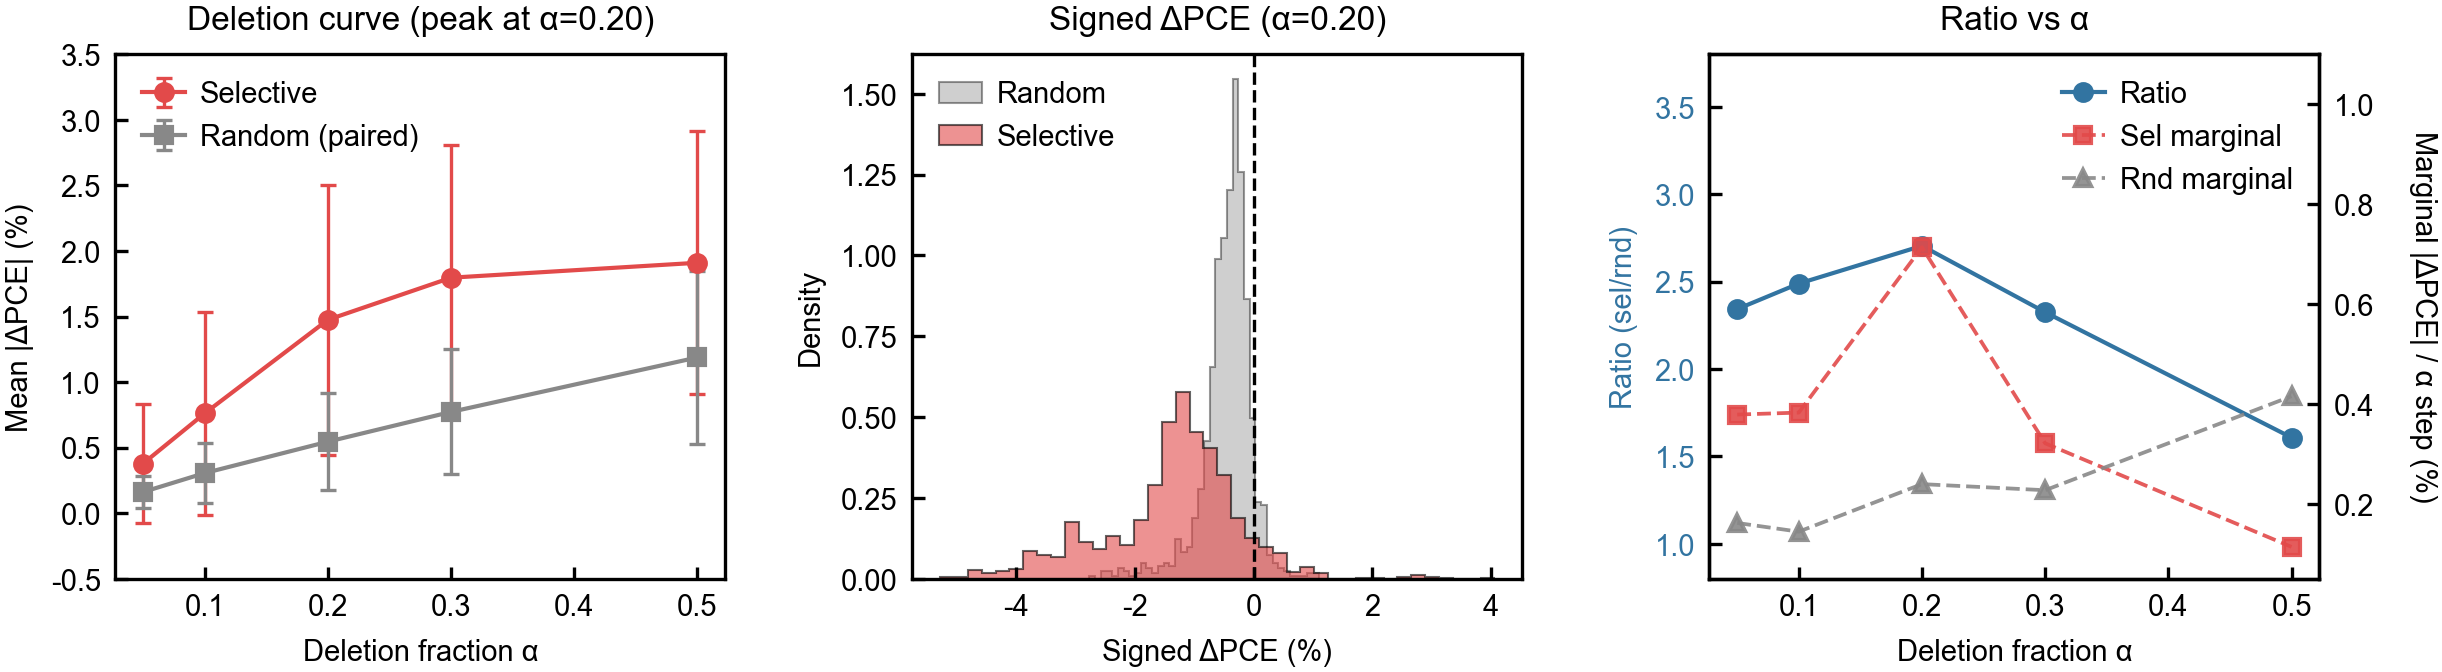 Deletion curve (peak at α=0.20)
Mean |ΔPCE| (%)
3.5
3.0
2.5
2.0
1.5
1.0
0.5
0.0
-0.5
Selective
Random (paired)
0.1 0.2 0.3 0.4 0.5
Deletion fraction α
Signed ΔPCE (α=0.20)
Density
1.50
1.25
1.00
0.75
0.50
0.25
0.00
Random
Selective
-4 -2 0 2 4
Signed ΔPCE (%)
Ratio vs α
Ratio (sel/rnd)
3.5
3.0
2.5
2.0
1.5
1.0
Ratio
Sel marginal
Rnd marginal
1.0
0.8
0.6
0.4
0.2
Marginal |ΔPCE| / α step (%)
0.1 0.2 0.3 0.4 0.5
Deletion fraction α